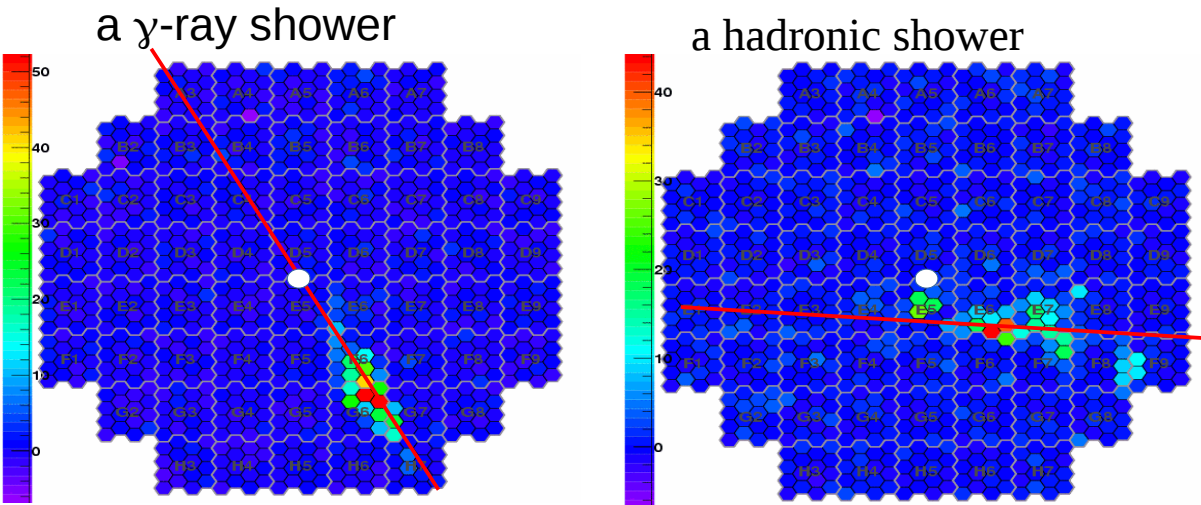 a γ-ray shower
50
40
30
20
10
0
A3 A4 A5 A6 A7
B2 B3 B4 B5 B6 B7 B8
C1 C2 C3 C5 C6 C7 C8 C9
D1 D2 D3 D4 D5 D6 D7 D8 D9
E1 E2 E3 E4 E5 E6 E7 E8 E9
F1 F2 F3 F4 F5 F6 F7 F8 F9
G2 G3 G4 G5 G6 G7 G8
H3 H4 H5 H6
a hadronic shower
40
30
20
10
0
A3 A4 A5 A6 A7
B2 B3 B4 B5 B6 B7 B8
C1 C2 C3 C4 C5 C6 C7 C8 C9
D1 D2 D3 D4 D5 D6 D7 D8 D9
E2 E3 E4 E5 E6 E7 E8 E9
F1 F2 F3 F4 F5 F6 F7 F8 F9
G2 G3 G4 G5 G6 G7 G8
H3 H4 H5 H6 H7